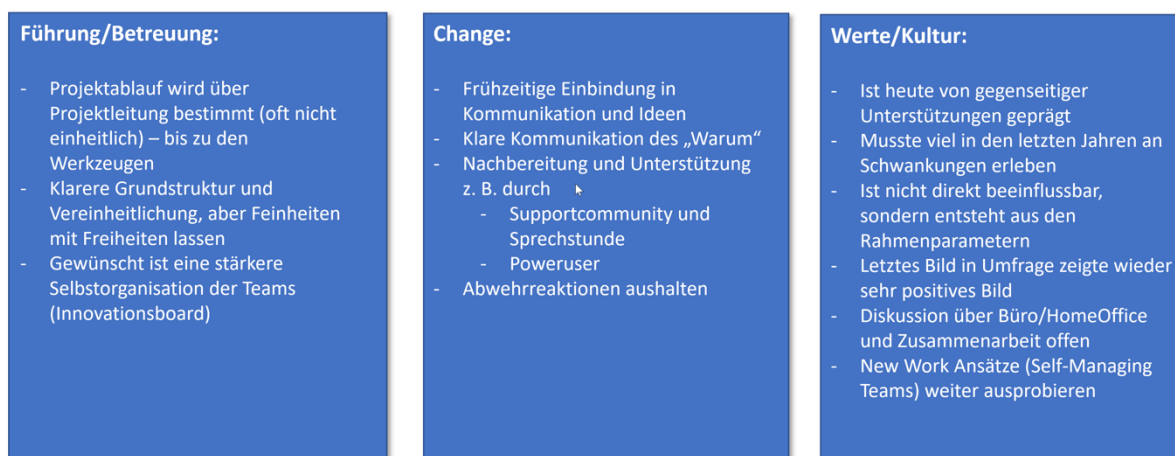 Führung/Betreuung:
- Projektablauf wird über
Projektleitung bestimmt (oft nicht
einheitlich) – bis zu den
Werkzeugen
- Klarere Grundstruktur und
Vereinheitlichung, aber Feinheiten
mit Freiheiten lassen
- Gewünscht ist eine stärkere
Selbstorganisation der Teams
(Innovationsboard)
Change:
- Frühzeitige Einbindung in
Kommunikation und Ideen
- Klare Kommunikation des „Warum“
- Nachbereitung und Unterstützung
z. B. durch
- Supportcommunity und
Sprechstunde
- Poweruser
- Abwehrreaktionen aushalten
Werte/Kultur:
- Ist heute von gegenseitiger
Unterstützungen geprägt
- Musste viel in den letzten Jahren an
Schwankungen erleben
- Ist nicht direkt beeinflussbar,
sondern entsteht aus den
Rahmenparametern
- Letztes Bild in Umfrage zeigte wieder
sehr positives Bild
- Diskussion über Büro/HomeOffice
und Zusammenarbeit offen
- New Work Ansätze (Self-Managing
Teams) weiter ausprobieren